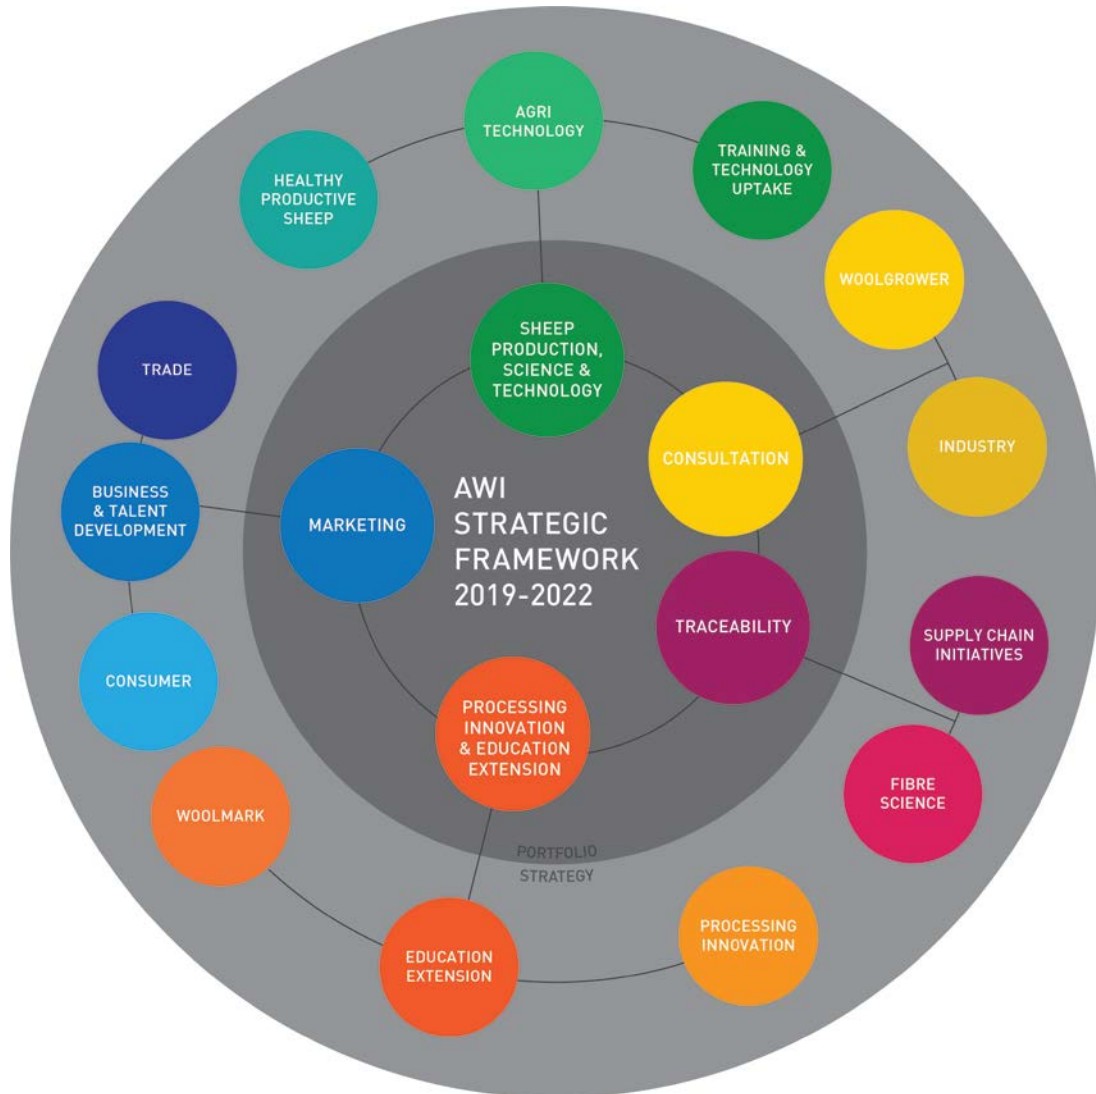 AGRI
TECHNOLOGY
TRAINING &
TECHNOLOGY
UPTAKE
HEALTHY
PRODUCTIVE
SHEEP
WOOLGROWER
TRADE
SHEEP
PRODUCTION,
SCIENCE &
TECHNOLOGY
CONSULTATION
INDUSTRY
BUSINESS
& TALENT
DEVELOPMENT
MARKETING
AWI
STRATEGIC
FRAMEWORK
2019-2022
TRACEABILITY
SUPPLY CHAIN
INITIATIVES
CONSUMER
PROCESSING
INNOVATION
& EDUCATION
EXTENSION
FIBRE
SCIENCE
WOOLMARK
PORTFOLIO
STRATEGY
PROCESSING
INNOVATION
EDUCATION
EXTENSION